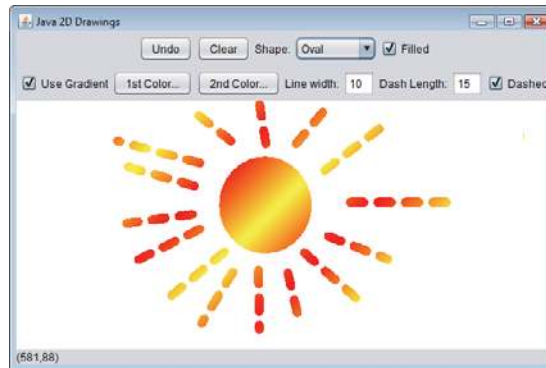 Java 2D Drawings
Undo Clear Shape: Oval Filled
Use Gradient 1st Color... 2nd Color... Line width: 10 Dash Length: 15 Dashed
(581,88)